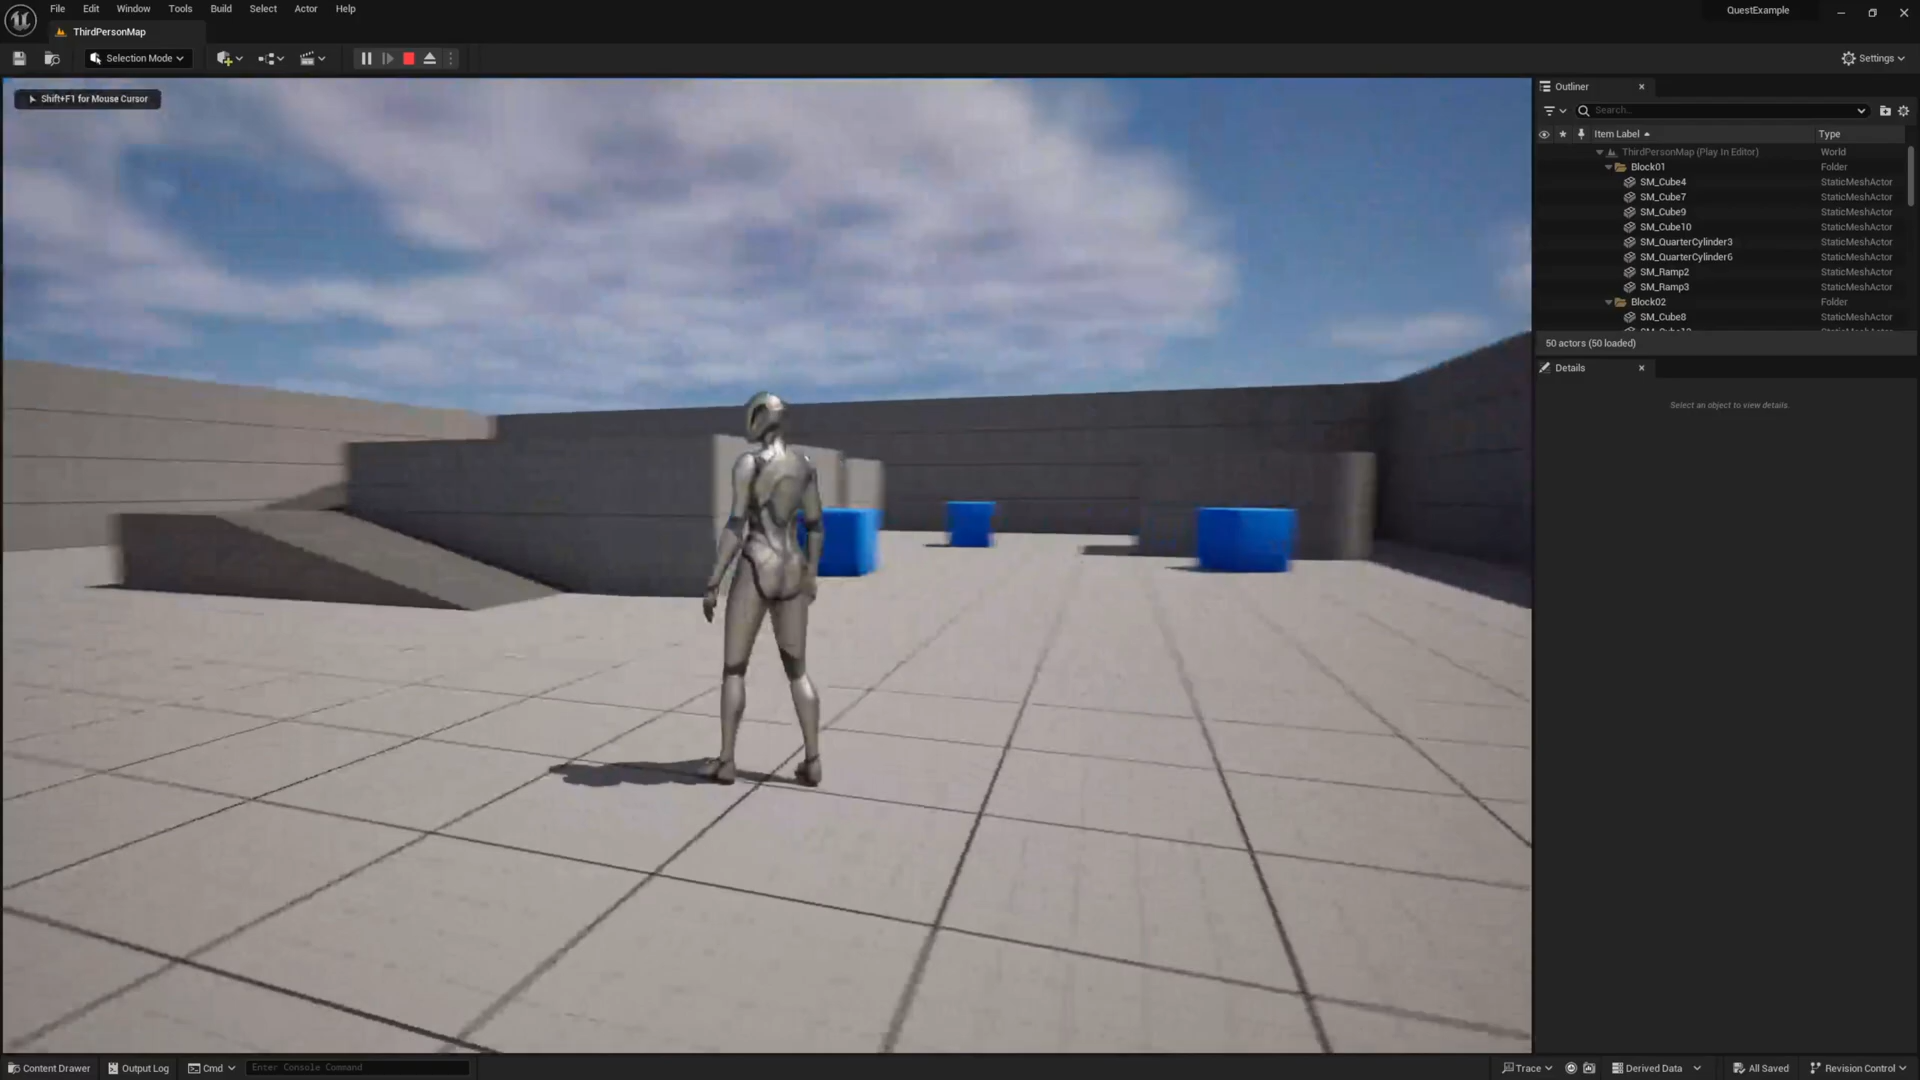 File Edit Window Tools Build Select Actor Help
QuestExample
ThirdPersonMap
Selection Mode
Settings
Shift+F1 for Mouse Cursor
Outliner
Search...
Item Label Type
ThirdPersonMap (Play In Editor) World
Block01 Folder
SM_Cube4 StaticMeshActor
SM_Cube7 StaticMeshActor
SM_Cube9 StaticMeshActor
SM_Cube10 StaticMeshActor
SM_QuarterCylinder3 StaticMeshActor
SM_QuarterCylinder6 StaticMeshActor
SM_Ramp2 StaticMeshActor
SM_Ramp3 StaticMeshActor
Block02 Folder
SM_Cube8 StaticMeshActor
50 actors (50 loaded)
Details
Select an object to view details.
Content Drawer Output Log Cmd Enter Console Command Trace Derived Data All Saved Revision Control